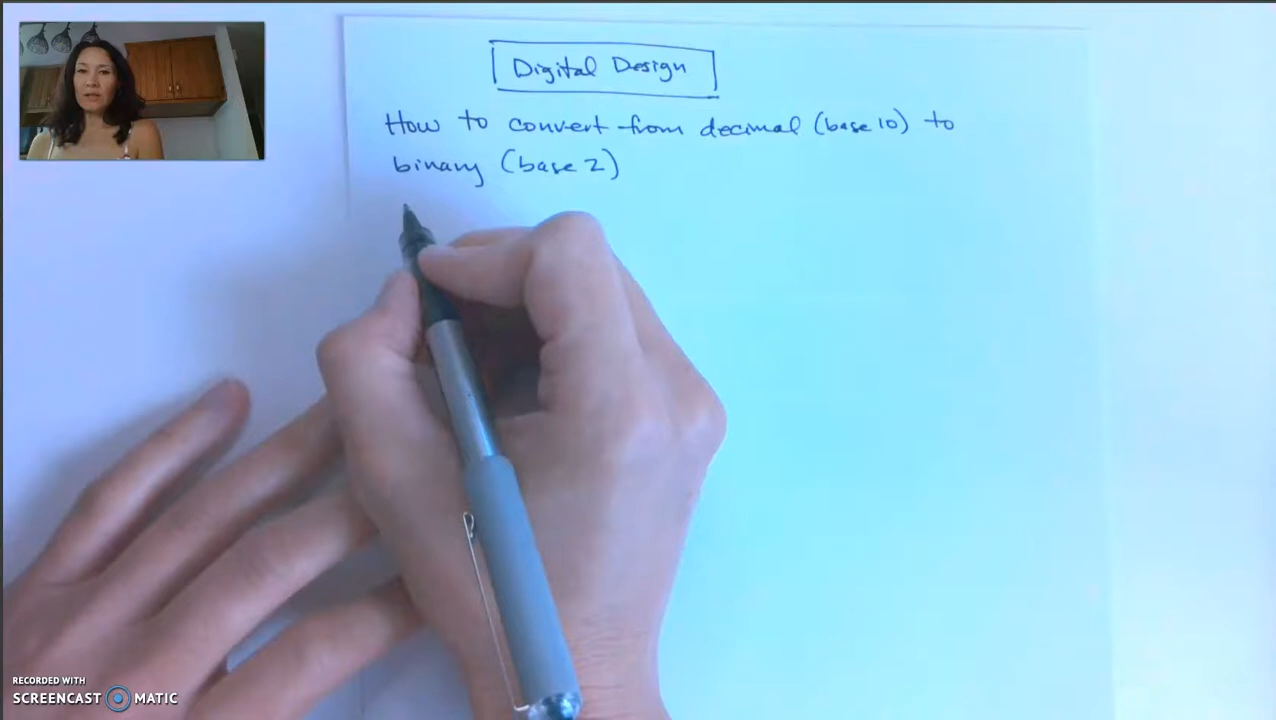 Digital Design
How to convert from decimal (base 10) to
binary (base 2)
RECORDED WITH
SCREENCAST MATIC